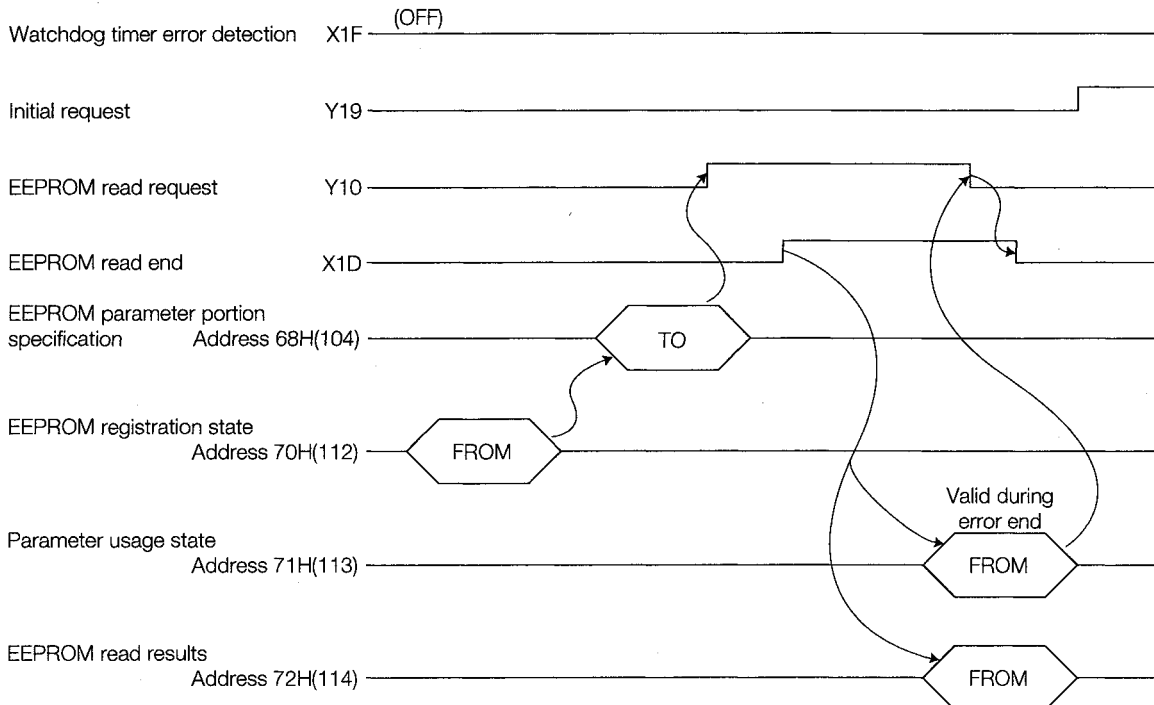 (OFF)
Watchdog timer error detection X1F
Initial request Y19
EEPROM read request Y10
EEPROM read end X1D
EEPROM parameter portion
specification Address 68H(104)
TO
EEPROM registration state
Address 70H(112)
FROM
Valid during
error end
Parameter usage state
Address 71H(113)
FROM
EEPROM read results
Address 72H(114)
FROM